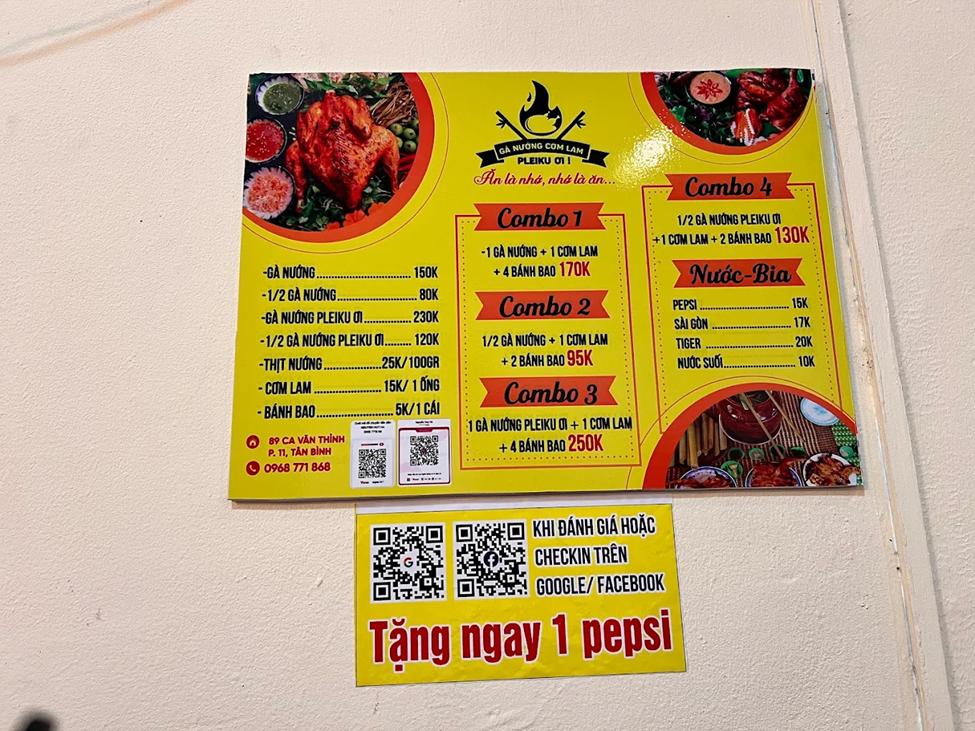 GÀ NƯỚNG CƠM LAM
PLEIKU ƠI !
Ăn là nhớ, nhớ là ăn...
-GÀ NƯỚNG.......................... 150K
-1/2 GÀ NƯỚNG...................... 80K
-GÀ NƯỚNG PLEIKU ƠI........... 230K
-1/2 GÀ NƯỚNG PLEIKU ƠI........ 120K
-THỊT NƯỚNG................25K/100GR
- CƠM LAM ..................... 15K/ 1 ỐNG
- BÁNH BAO........................5K/1 CÁI
89 CA VĂN THỈNH
P. 11, TÂN BÌNH
0968 771 868
Combo 1
-1 GÀ NƯỚNG + 1 CƠM LAM
+ 4 BÁNH BAO 170K
Combo 2
1/2 GÀ NƯỚNG + 1 CƠM LAM
+ 2 BÁNH BAO 95K
Combo 3
1 GÀ NƯỚNG PLEIKU ƠI + 1 CƠM LAM
+ 4 BÁNH BAO 250K
Combo 4
1/2 GÀ NƯỚNG PLEIKU ƠI
+1 CƠM LAM + 2 BÁNH BAO 130K
Nước-Bia
PEPSI ........................... 15K
SÀI GÒN ........................ 17K
TIGER ........................... 20K
NƯỚC SUỐI...................... 10K
KHI ĐÁNH GIÁ HOẶC
CHECKIN TRÊN
GOOGLE/ FACEBOOK
Tặng ngay 1 pepsi